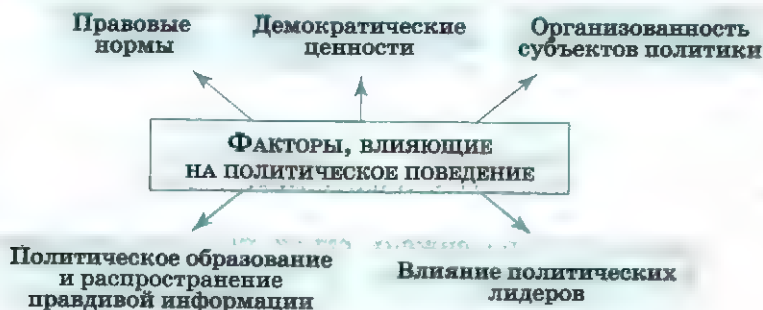 Правовые
нормы
Демократические
ценности
Организованность
субъектов политики
Факторы, влияющие
на политическое поведение
Политическое образование
и распространение
правдивой информации
Влияние политических
лидеров